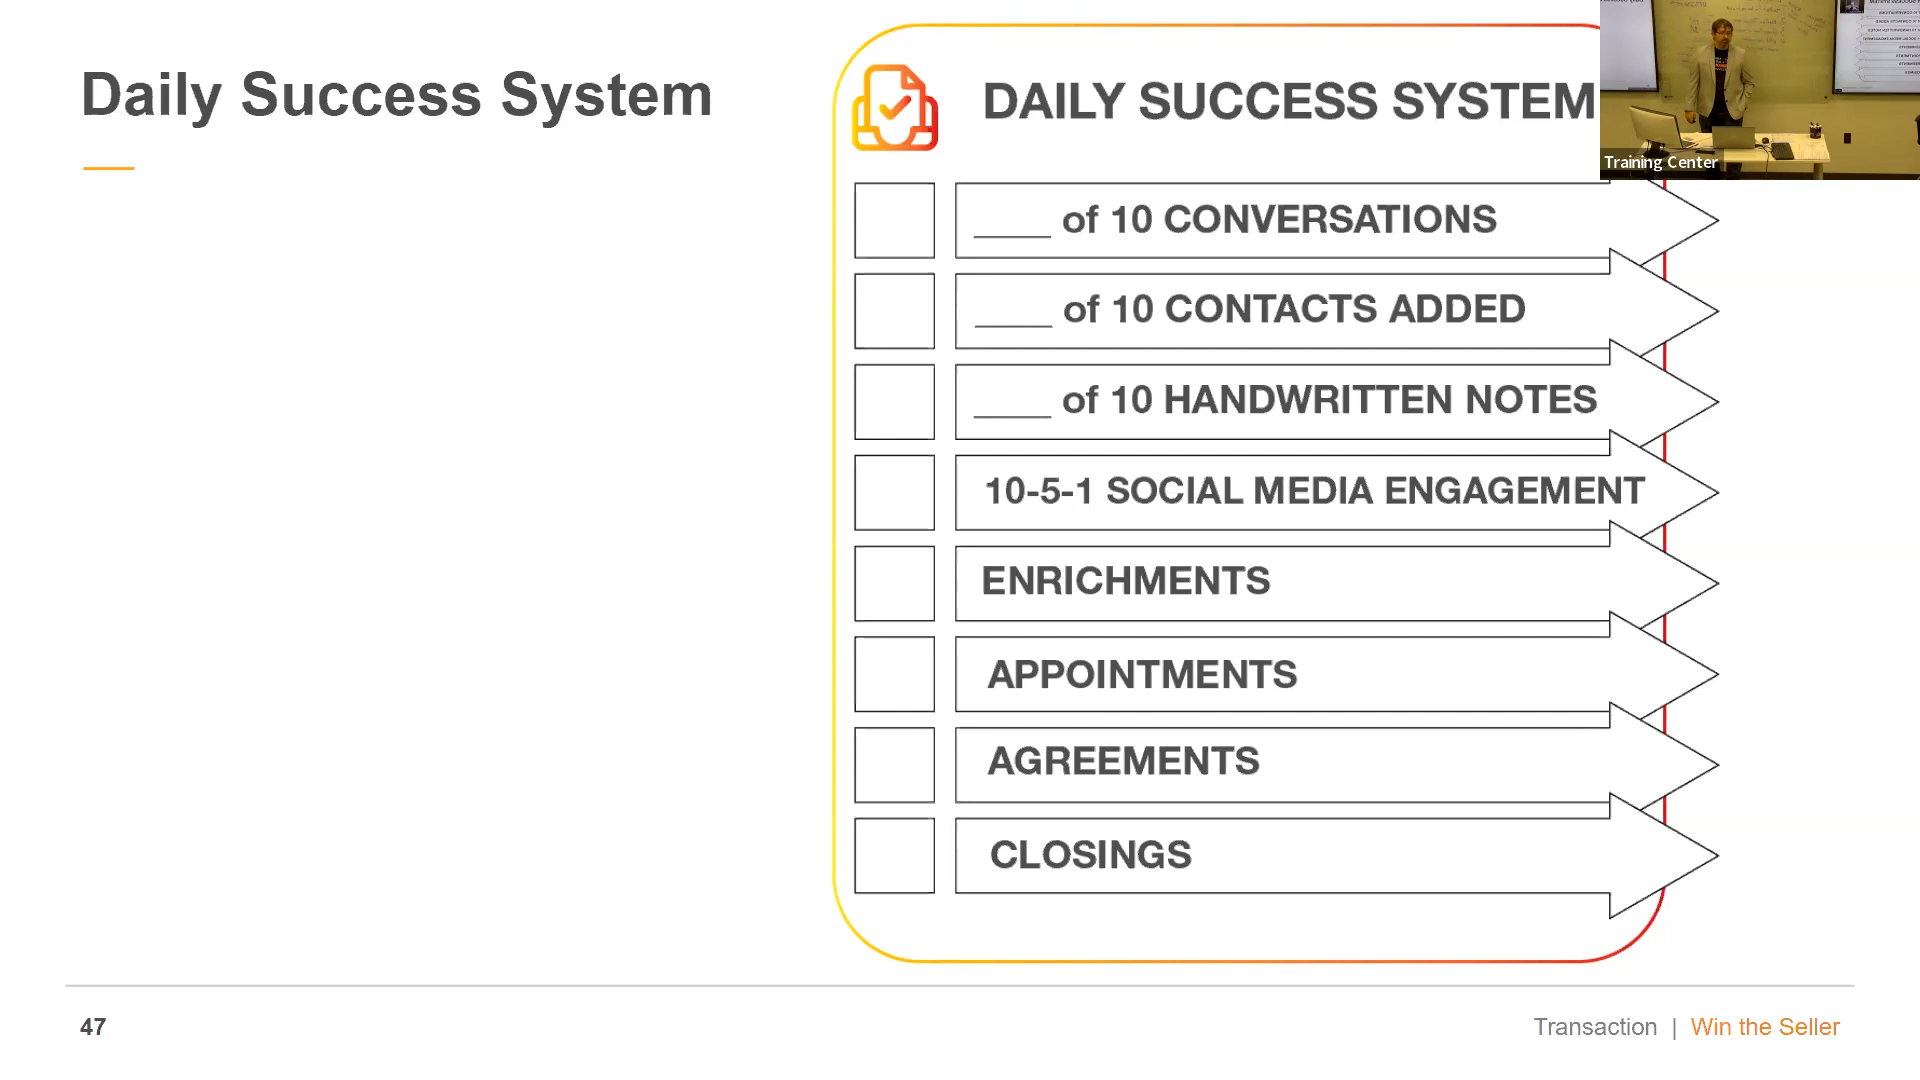 Daily Success System
DAILY SUCCESS SYSTEM
Training Center
____ of 10 CONVERSATIONS
____ of 10 CONTACTS ADDED
____ of 10 HANDWRITTEN NOTES
10-5-1 SOCIAL MEDIA ENGAGEMENT
ENRICHMENTS
APPOINTMENTS
AGREEMENTS
CLOSINGS
47
Transaction | Win the Seller